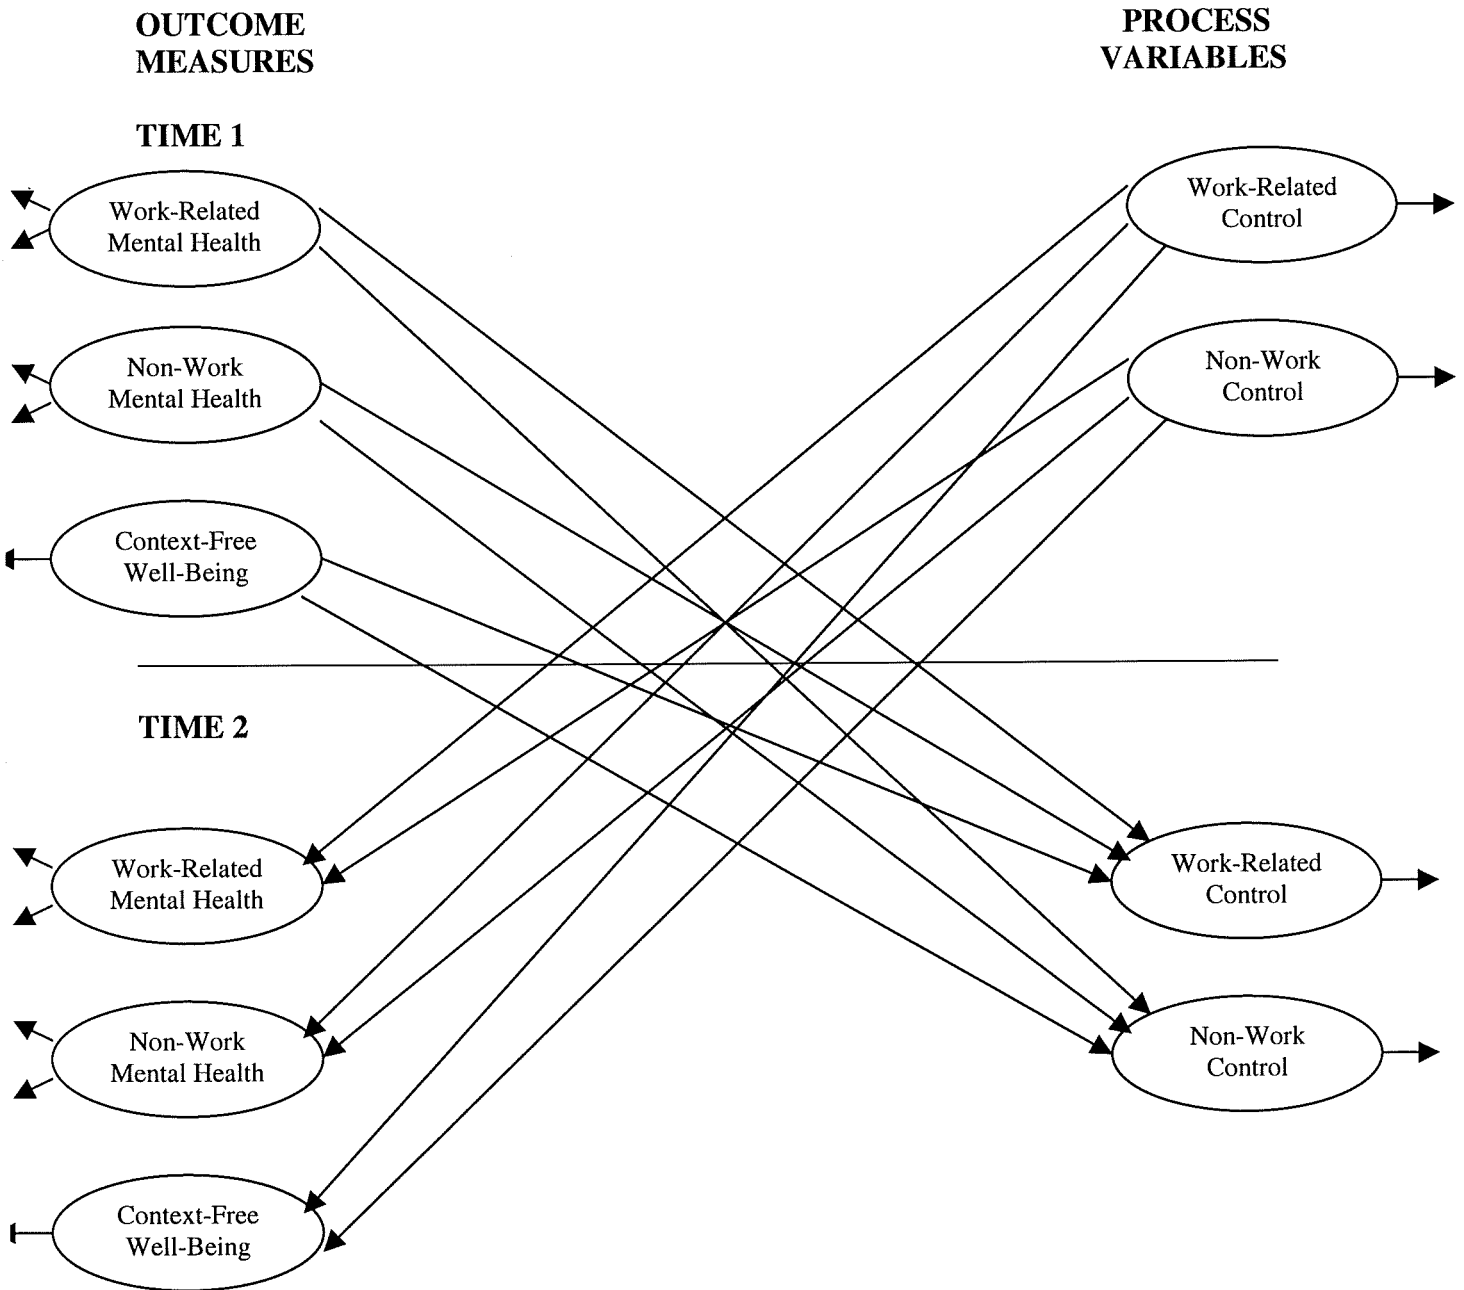 OUTCOME
MEASURES
PROCESS
VARIABLES
TIME 1
Work-Related
Mental Health
Work-Related
Control
Non-Work
Mental Health
Non-Work
Control
Context-Free
Well-Being
TIME 2
Work-Related
Mental Health
Work-Related
Control
Non-Work
Mental Health
Non-Work
Control
Context-Free
Well-Being